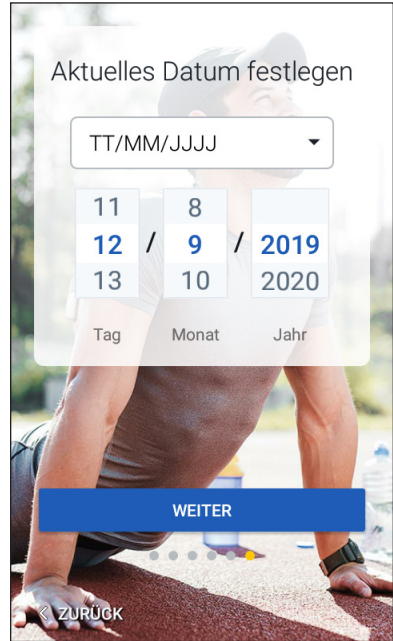 Aktuelles Datum festlegen
TT/MM/JJJJ
11 8
12 / 9 / 2019
13 10 2020
Tag Monat Jahr
WEITER
< ZURÜCK